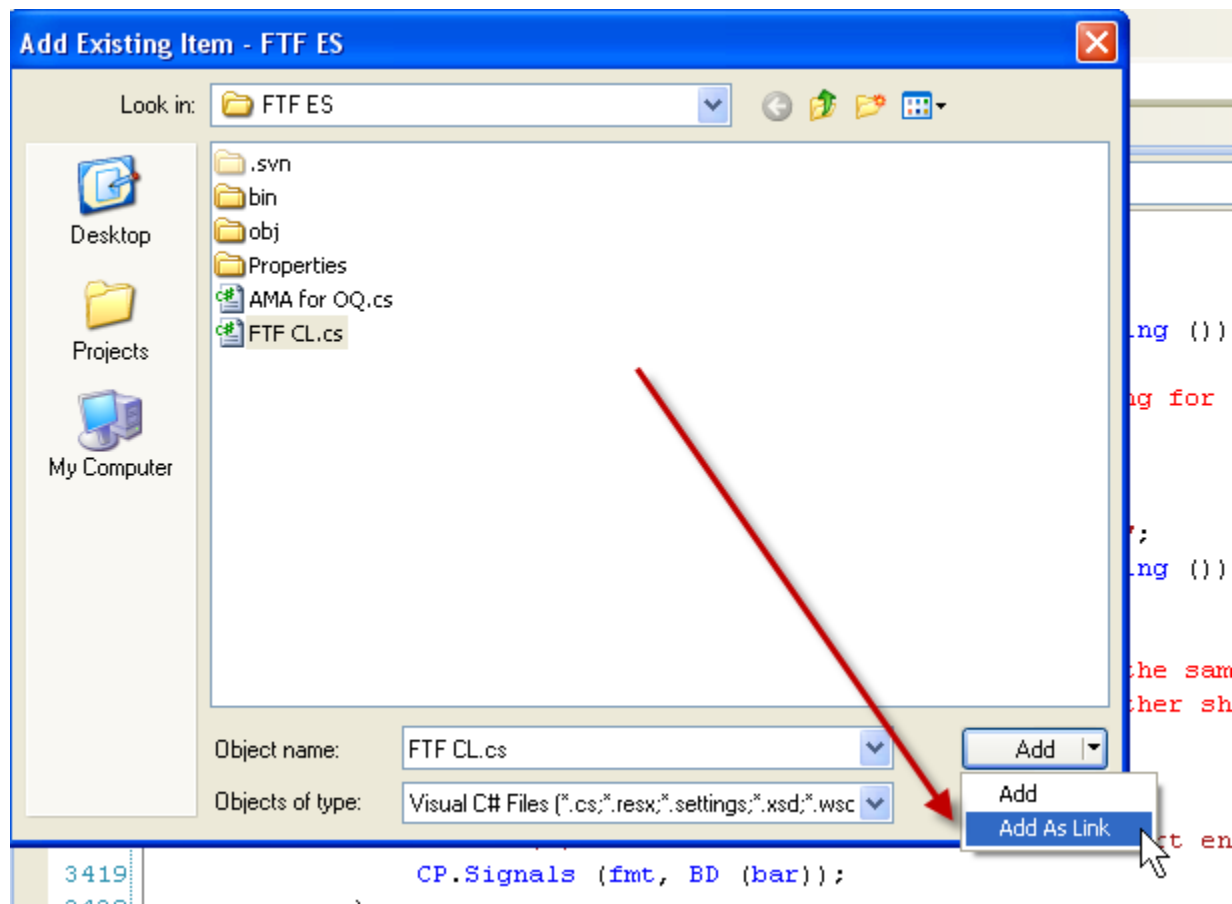 Add Existing Item - FTF ES
Look in: FTF ES
.svn
bin
obj
Properties
AMA for OQ.cs
FTF CL.cs
Desktop
Projects
My Computer
ng ())
ng for
";
ng ())
the sam
ther sh
Object name: FTF CL.cs
Add
Objects of type: Visual C# Files (*.cs;*.resx;*.settings;*.xsd;*.wsc
Add
Add As Link
rt en
3419 CP.Signals (fmt, BD (bar));